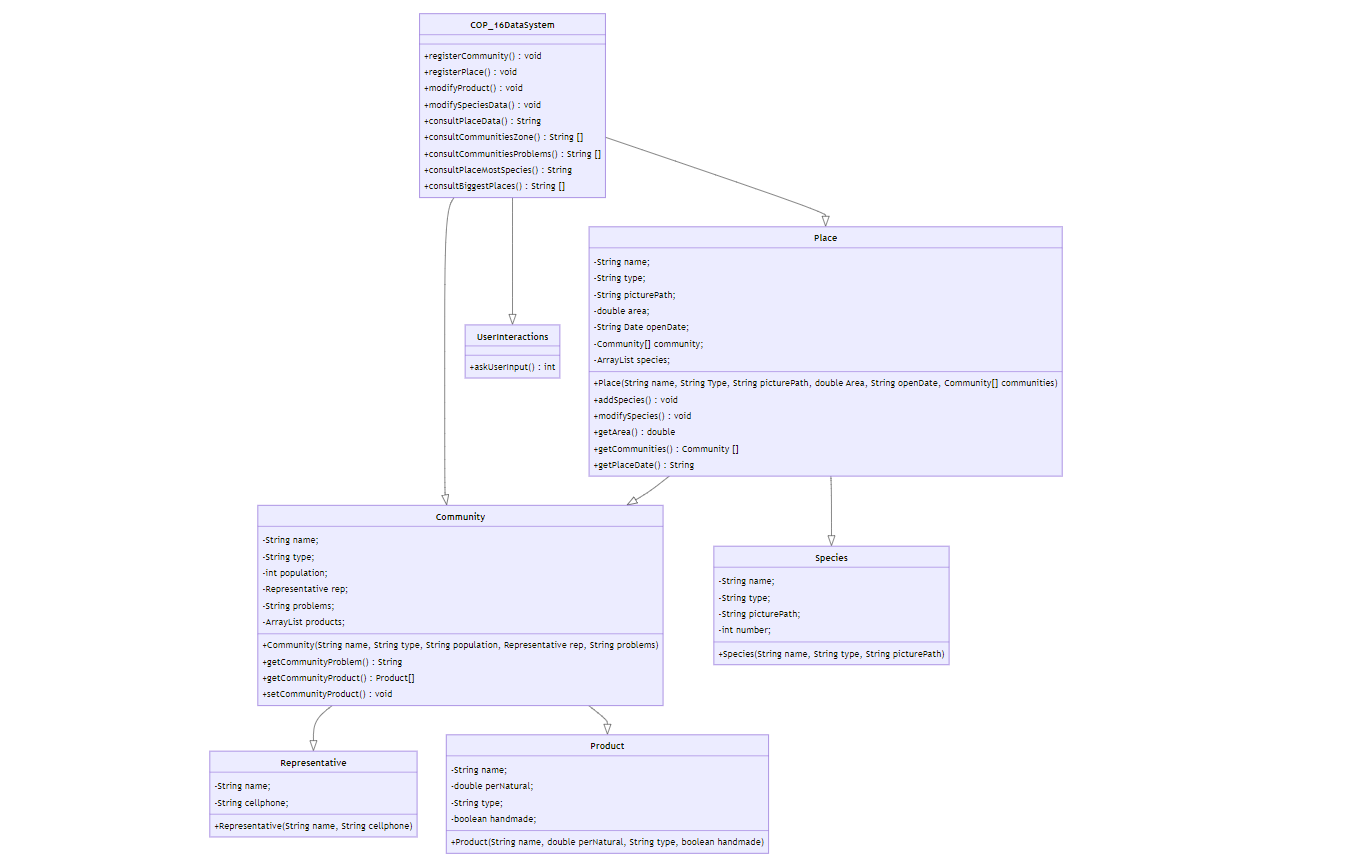 COP_16DataSystem
+registerCommunity() : void
+registerPlace() : void
+modifyProduct() : void
+modifySpeciesData() : void
+consultPlaceData() : String
+consultCommunitiesZone() : String []
+consultCommunitiesProblems() : String []
+consultPlaceMostSpecies() : String
+consultBiggestPlaces() : String []
Place
-String name;
-String type;
-String picturePath;
-double area;
-String Date openDate;
-Community[] community;
-ArrayList species;
+Place(String name, String Type, String picturePath, double Area, String openDate, Community[] communities)
+addSpecies() : void
+modifySpecies() : void
+getArea() : double
+getCommunities() : Community []
+getPlaceDate() : String
UserInteractions
+askUserInput() : int
Community
-String name;
-String type;
-int population;
-Representative rep;
-String problems;
-ArrayList products;
+Community(String name, String type, String population, Representative rep, String problems)
+getCommunityProblem() : String
+getCommunityProduct() : Product[]
+setCommunityProduct() : void
Species
-String name;
-String type;
-String picturePath;
-int number;
+Species(String name, String type, String picturePath)
Representative
-String name;
-String cellphone;
+Representative(String name, String cellphone)
Product
-String name;
-double perNatural;
-String type;
-boolean handmade;
+Product(String name, double perNatural, String type, boolean handmade)